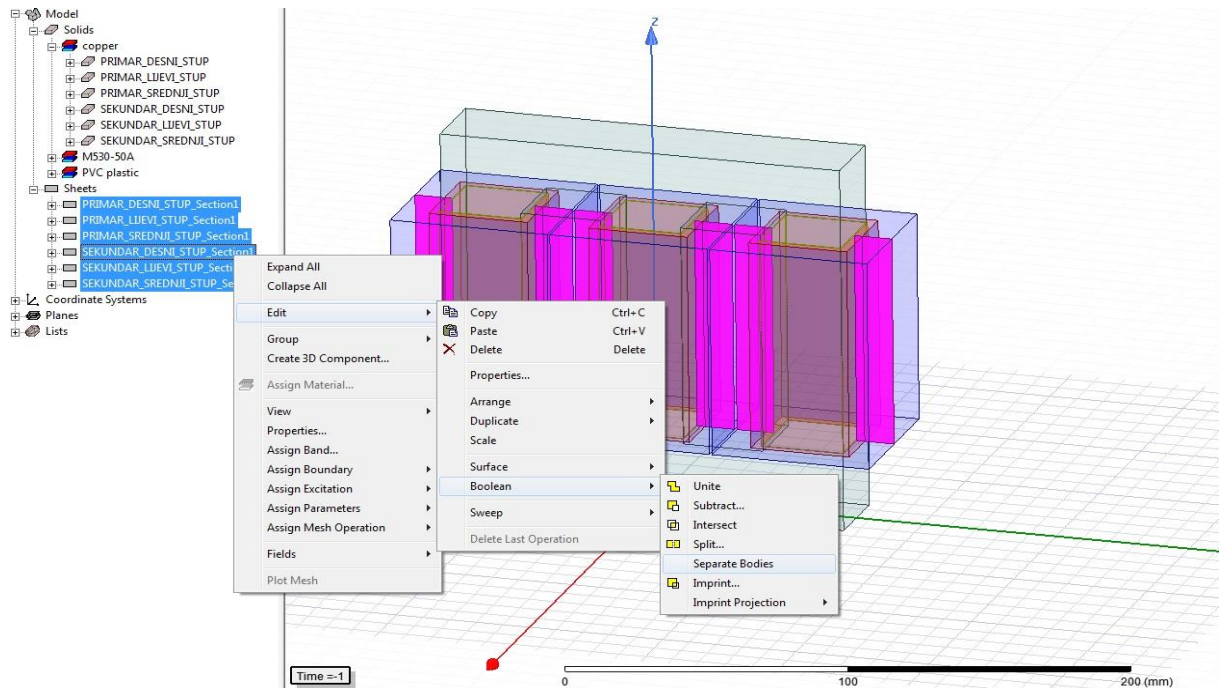 Model
Solids
copper
PRIMAR_DESNI_STUP
PRIMAR_LIJEVI_STUP
PRIMAR_SREDNJI_STUP
SEKUNDAR_DESNI_STUP
SEKUNDAR_LIJEVI_STUP
SEKUNDAR_SREDNJI_STUP
M530-50A
PVC plastic
Sheets
PRIMAR_DESNI_STUP_Section1
PRIMAR_LIJEVI_STUP_Section1
PRIMAR_SREDNJI_STUP_Section1
SEKUNDAR_DESNI_STUP_Section1
SEKUNDAR_LIJEVI_STUP_Secti
SEKUNDAR_SREDNJI_STUP_Se
Coordinate Systems
Planes
Lists
Expand All
Collapse All
Edit
Group
Create 3D Component...
Assign Material...
View
Properties...
Assign Band...
Assign Boundary
Assign Excitation
Assign Parameters
Assign Mesh Operation
Fields
Plot Mesh
Copy Ctrl+C
Paste Ctrl+V
Delete Delete
Properties...
Arrange
Duplicate
Scale
Surface
Boolean
Sweep
Delete Last Operation
Unite
Subtract...
Intersect
Split...
Separate Bodies
Imprint...
Imprint Projection
Z
Time =-1
0 100 200 (mm)